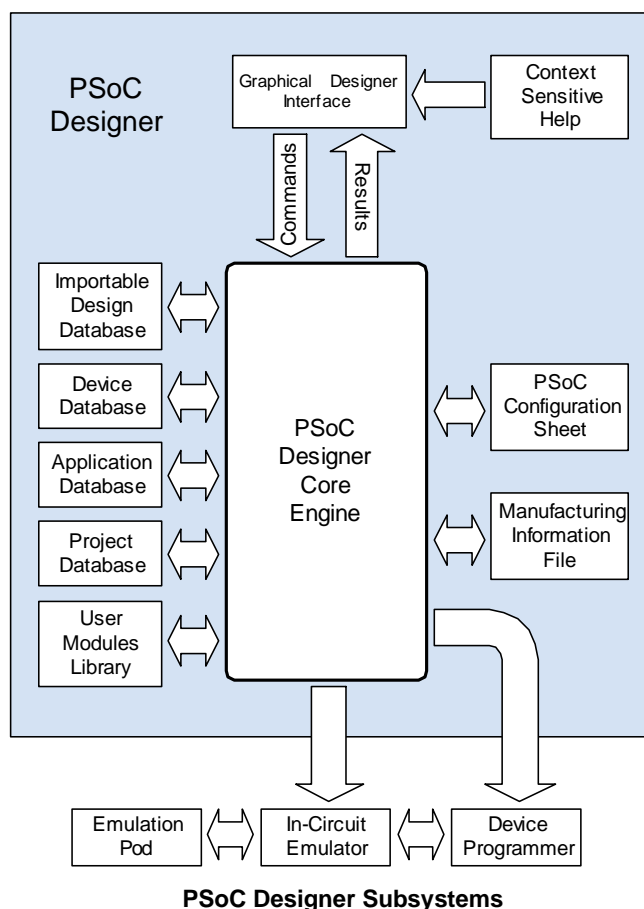 PSoC
Designer
Graphical Designer
Interface
Context
Sensitive
Help
Commands
Results
Importable
Design
Database
Device
Database
Application
Database
Project
Database
User
Modules
Library
PSoC
Designer
Core
Engine
PSoC
Configuration
Sheet
Manufacturing
Information
File
Emulation
Pod
In-Circuit
Emulator
Device
Programmer
PSoC Designer Subsystems